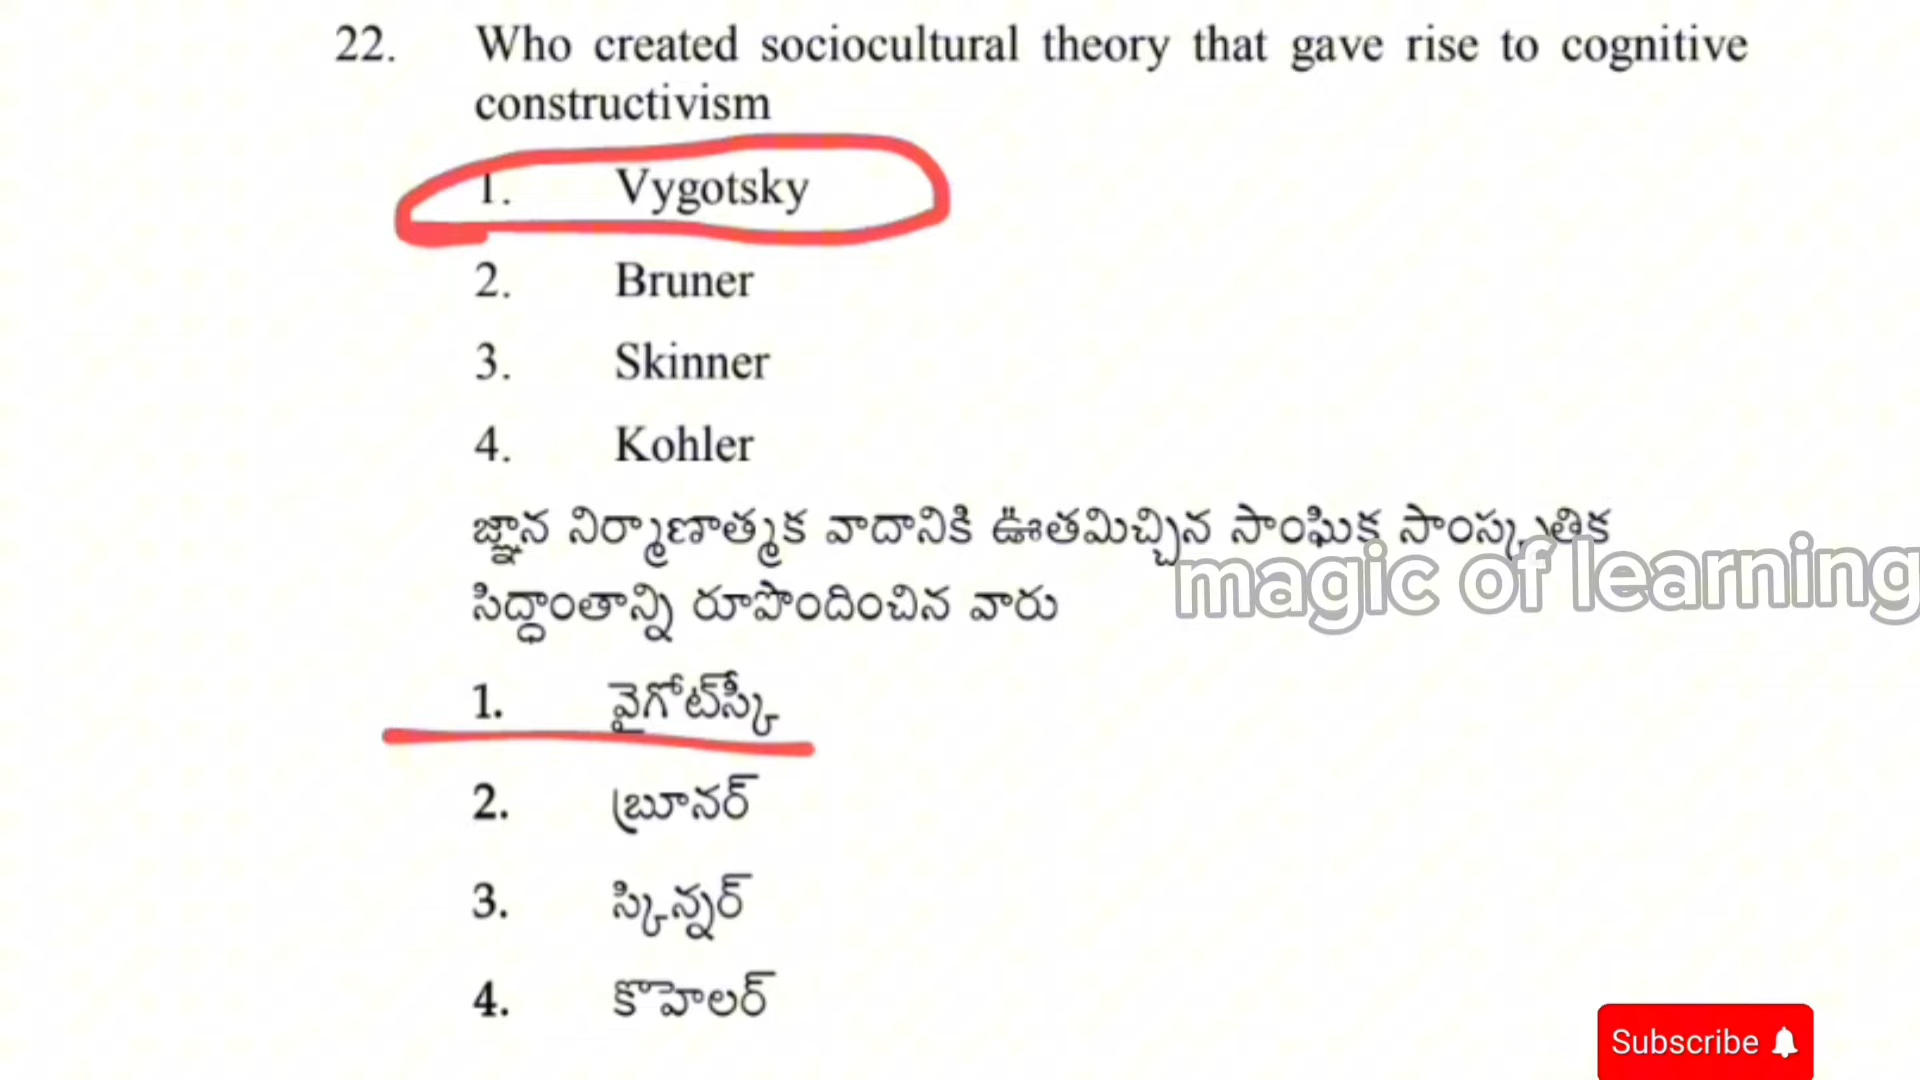 22. Who created sociocultural theory that gave rise to cognitive
constructivism
1. Vygotsky
2. Bruner
3. Skinner
4. Kohler
జ్ఞాన నిర్మాణాత్మక వాదానికి ఊతమిచ్చిన సాంఘిక సాంస్కృతిక
సిద్ధాంతాన్ని రూపొందించిన వారు
magic of learning
1. వైగోట్‌స్కీ
2. బ్రూనర్
3. స్కిన్నర్
4. కొహెలర్
Subscribe